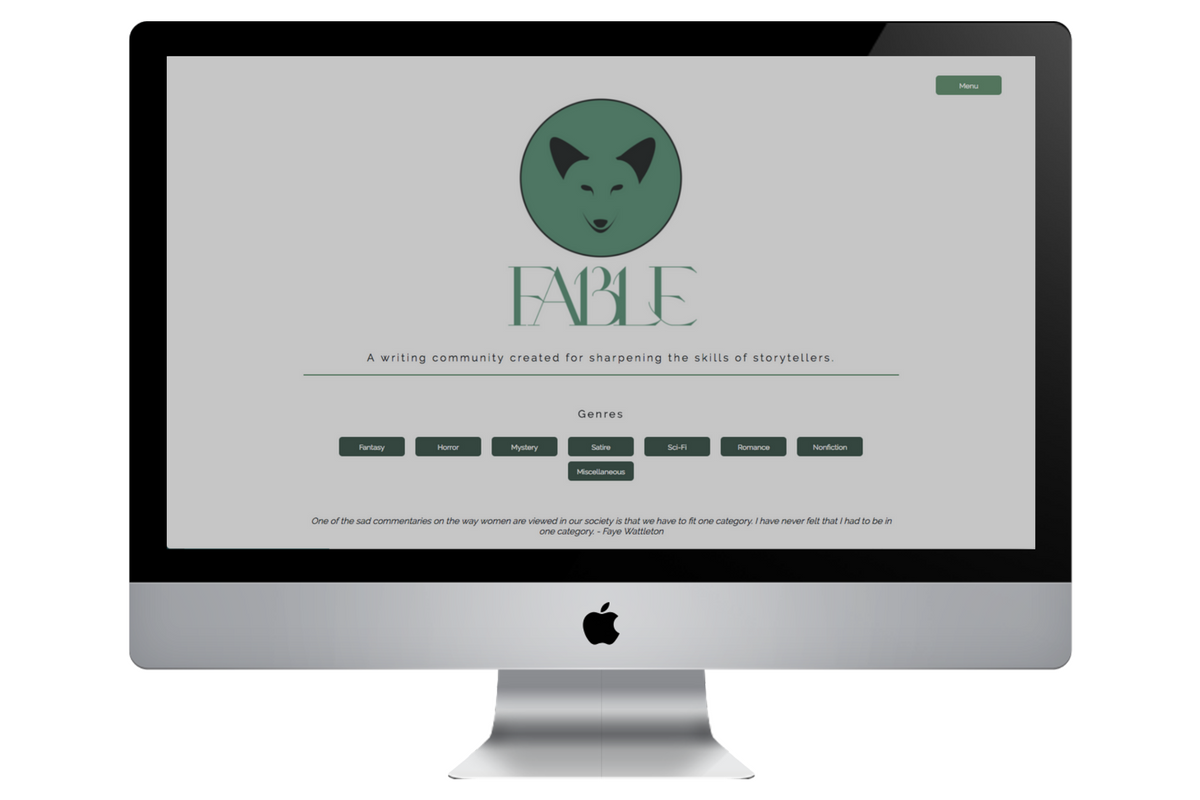 Menu
FABLE
A writing community created for sharpening the skills of storytellers.
Genres
Fantasy Horror Mystery Satire Sci-Fi Romance Nonfiction
Miscellaneous
One of the sad commentaries on the way women are viewed in our society is that we have to fit one category. I have never felt that I had to be in
one category. - Faye Wattleton